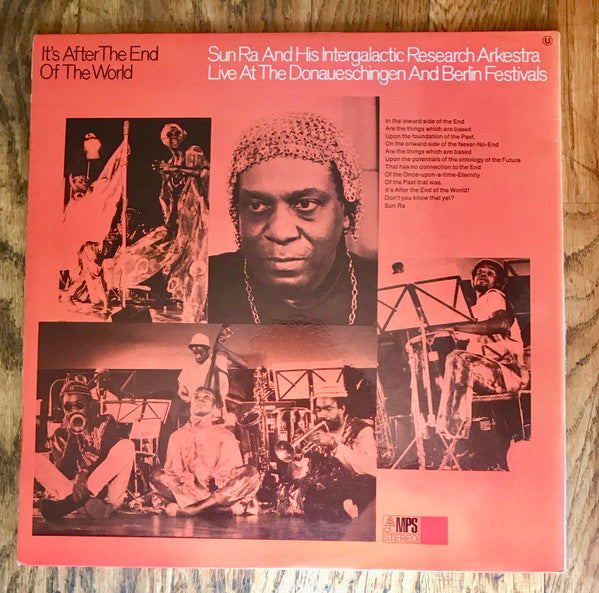 It's After The End
Of The World
Sun Ra And His Intergalactic Research Arkestra
Live At The Donaueschingen And Berlin Festivals
U
In the inward side of the End
Are the things which are based
Upon the foundation of the Past.
On the onward side of the Never-No-End
Are the things which are based
Upon the potentials of the ontology of the Future
That has no connection to the End
Of the Once-upon-a-time-Eternity
Of the Past that was.
It's After the End of the World!
Don't you know that yet?
Sun Ra
MPS
STEREO